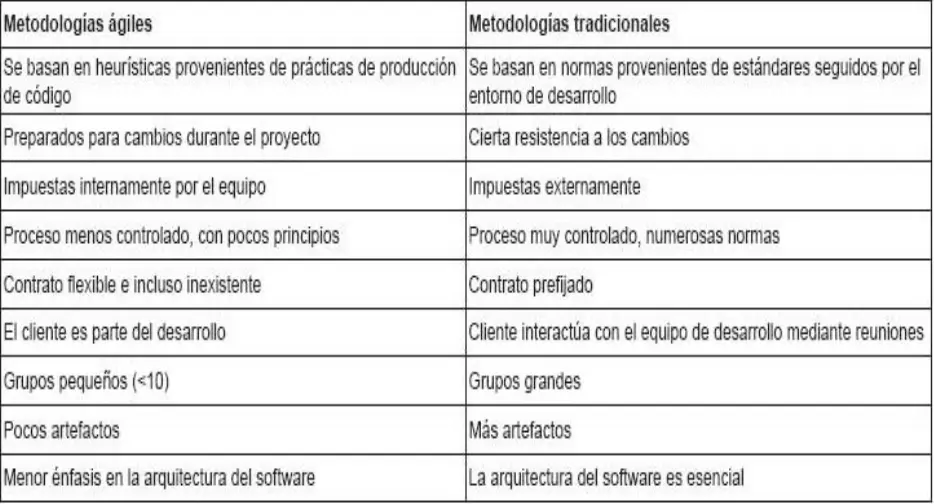 Metodologías ágiles
Metodologías tradicionales
Se basan en heurísticas provenientes de prácticas de producción
de código
Se basan en normas provenientes de estándares seguidos por el
entorno de desarrollo
Preparados para cambios durante el proyecto
Cierta resistencia a los cambios
Impuestas internamente por el equipo
Impuestas externamente
Proceso menos controlado, con pocos principios
Proceso muy controlado, numerosas normas
Contrato flexible e incluso inexistente
Contrato prefijado
El cliente es parte del desarrollo
Cliente interactúa con el equipo de desarrollo mediante reuniones
Grupos pequeños (<10)
Grupos grandes
Pocos artefactos
Más artefactos
Menor énfasis en la arquitectura del software
La arquitectura del software es esencial